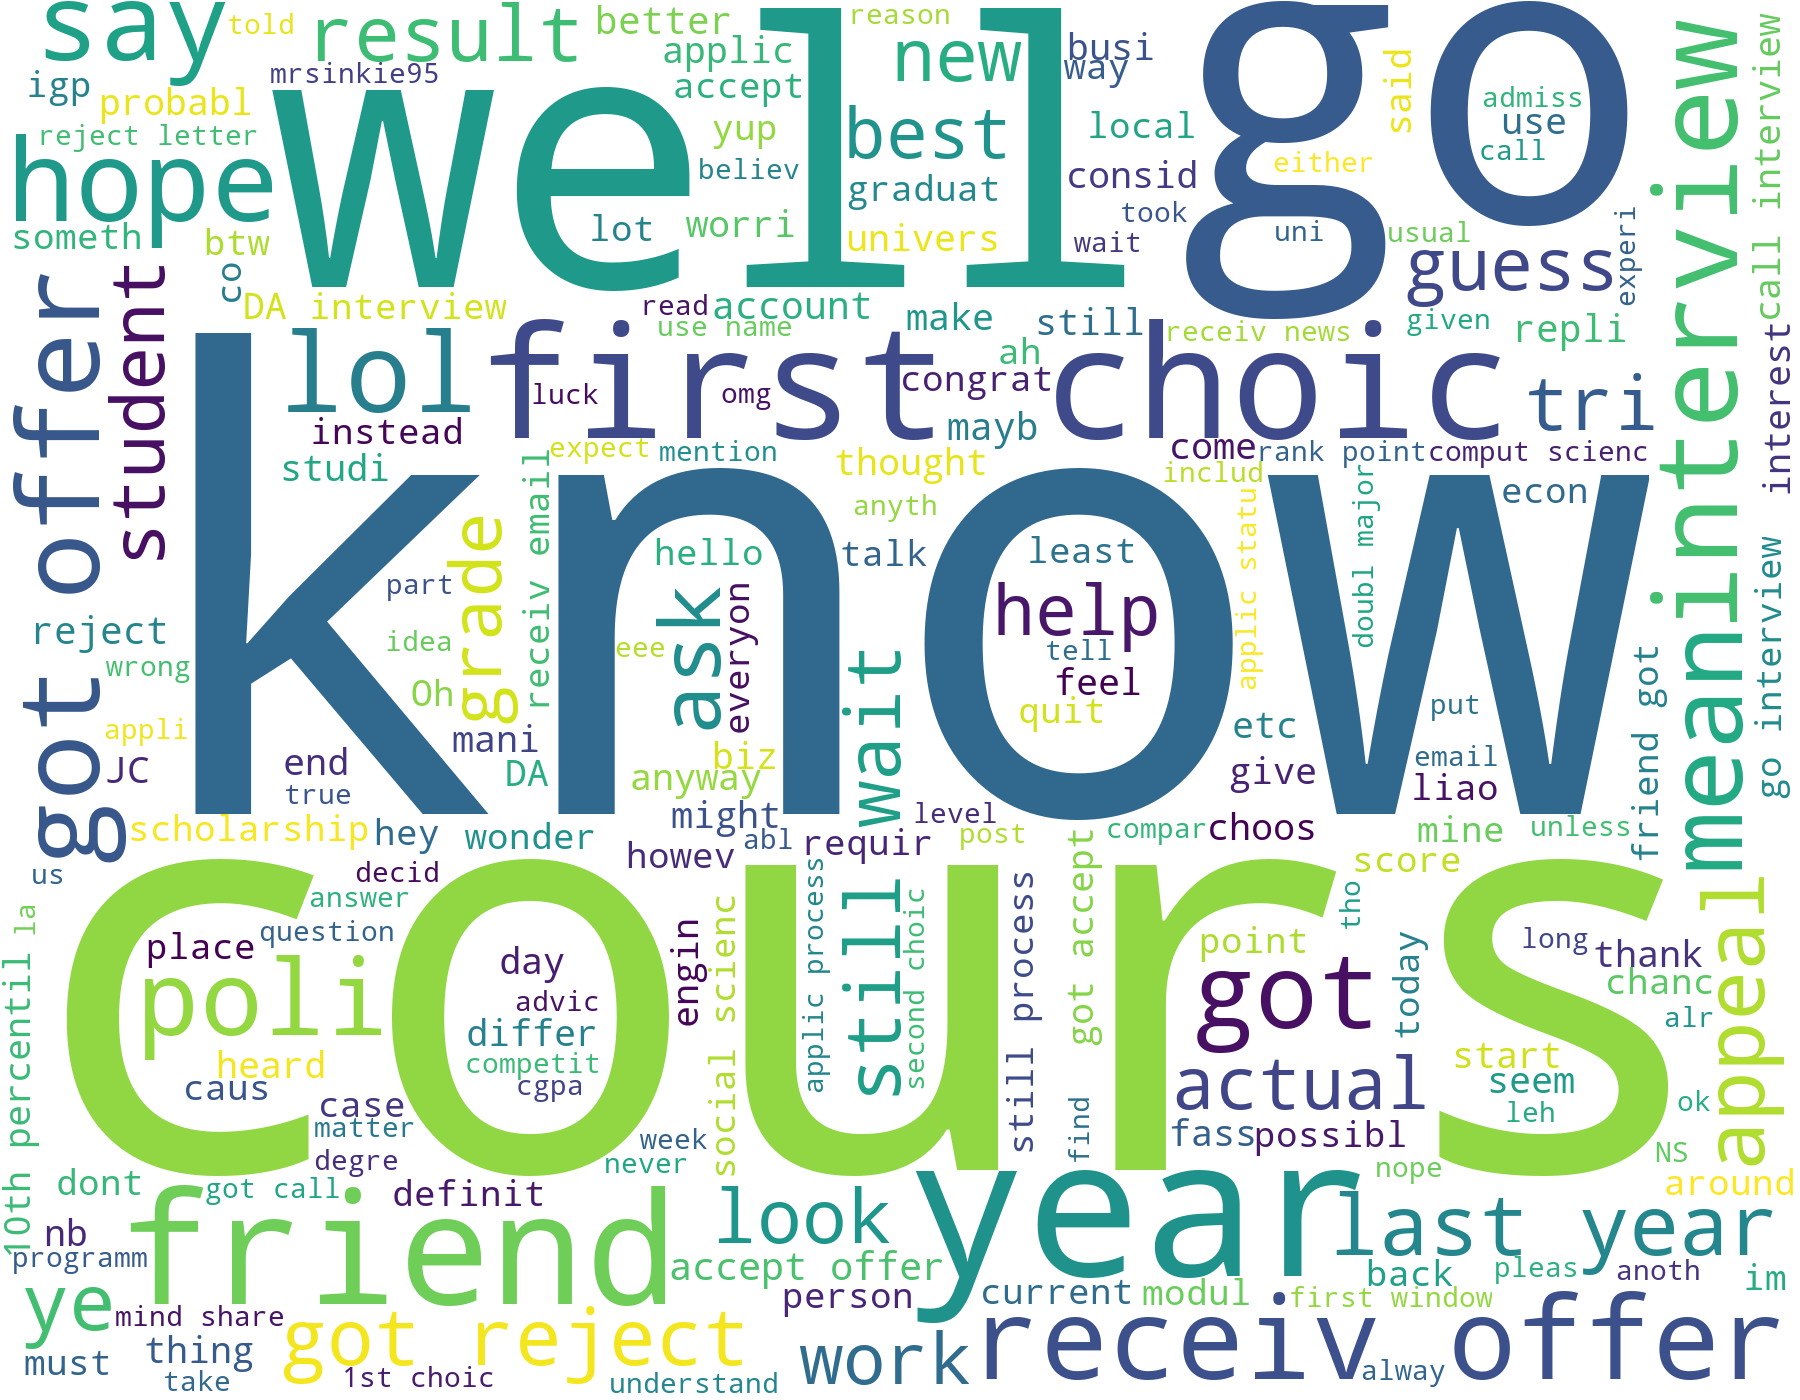 say
told
result
better
reason
well
go
new
busi
way
said
admiss
use
call
interview
call interview
igp
mrsinkie95
probabl
applic
accept
reject letter
hope
yup
best
local
believ
graduat
consid
either
someth
btw
lot
worri
univers
took
wait
uni
usual
experi
guess
co
student
DA interview
read
account
use name
make
still
receiv news
given
repli
got offer
lol
first choic
ah
congrat
luck
omg
tri
interest
instead
mayb
studi
expect
mention
thought
come
rank point
comput scienc
includ
econ
know
grade
receiv email
anyth
applic statu
doubl major
hello
talk
least
ask
everyon
help
part
idea
eee
tell
feel
reject
wrong
Oh
wait
quit
put
friend got
go interview
mean
appli
mani
biz
etc
email
JC
end
DA
anyway
give
liao
true
might
level
scholarship
hey
wonder
howev
abl
requir
post
compar
choos
mine
unless
us
decid
score
answer
cours
10th percentil
la
place
question
poli
day
advic
differ
competit
cgpa
engin
social scienc
applic process
still
second choic
still process
got accept
point
tho
today
got
long
thank
chanc
alr
appeal
heard
caus
case
matter
degre
start
seem
leh
ok
actual
find
fass
possibl
week
never
dont
got call
definit
nope
NS
around
friend
look
year
last year
nb
programm
accept offer
back
pleas
anoth
im
ye
mind share
person
current
modul
first window
thing
got reject
work
receiv offer
must
take
1st choic
understand
alway